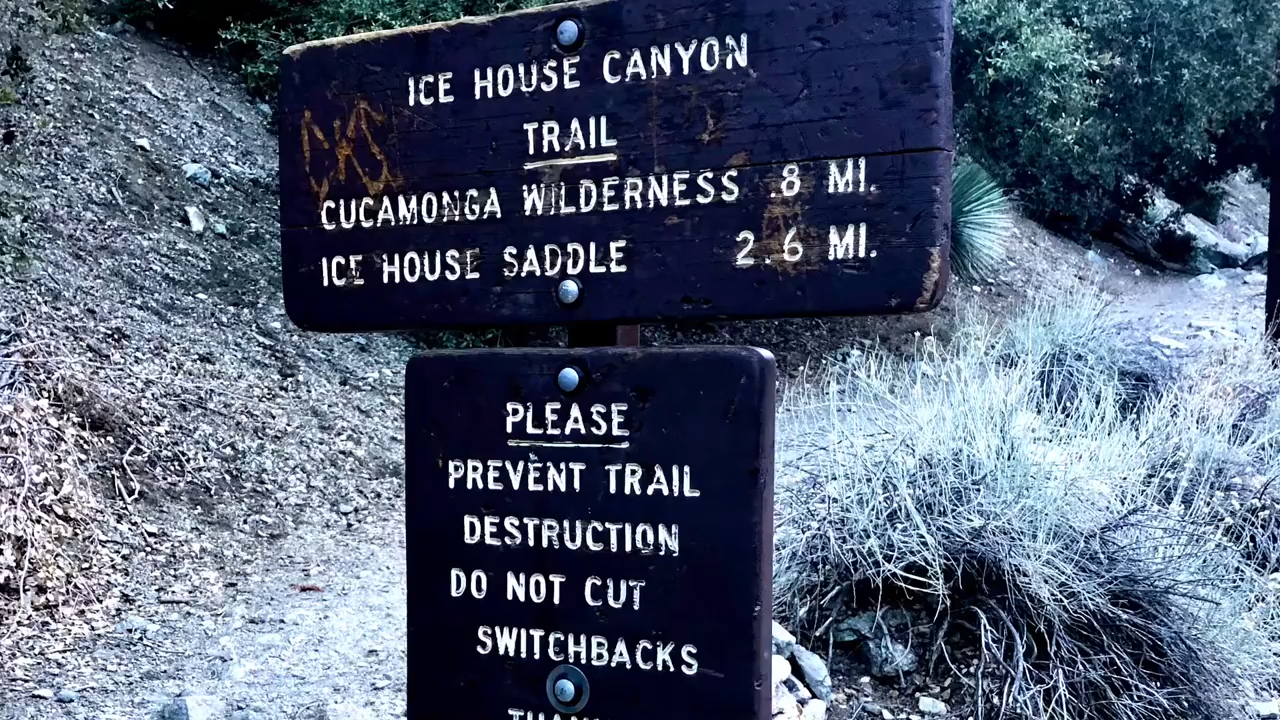 ICE HOUSE CANYON
TRAIL
CUCAMONGA WILDERNESS .8 MI.
ICE HOUSE SADDLE 2.6 MI.
PLEASE
PREVENT TRAIL
DESTRUCTION
DO NOT CUT
SWITCHBACKS